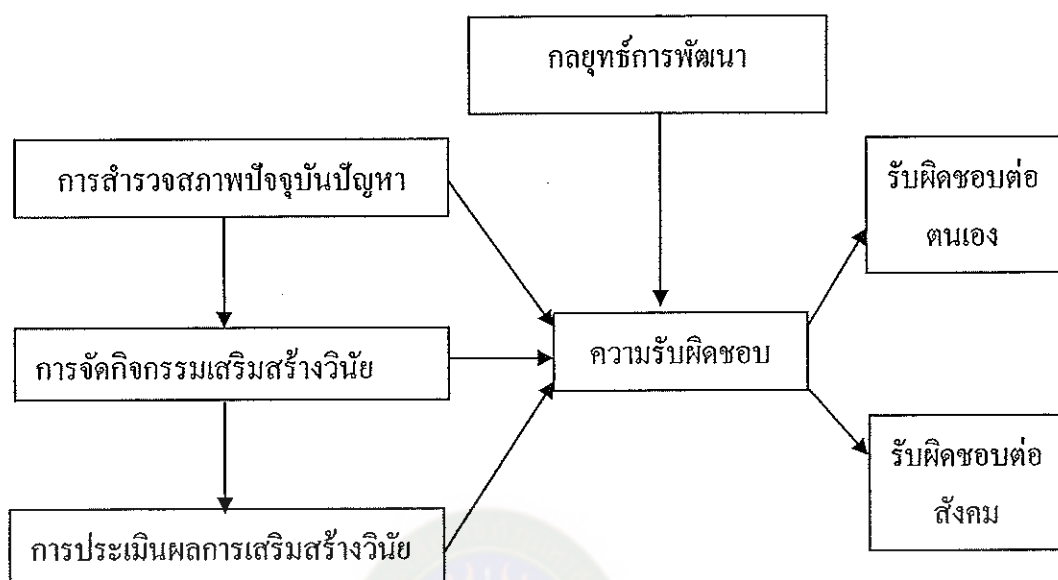 กลยุทธ์การพัฒนา
การสำรวจสภาพปัจจุบันปัญหา
รับผิดชอบต่อ
ตนเอง
การจัดกิจกรรมเสริมสร้างวินัย
ความรับผิดชอบ
รับผิดชอบต่อ
สังคม
การประเมินผลการเสริมสร้างวินัย